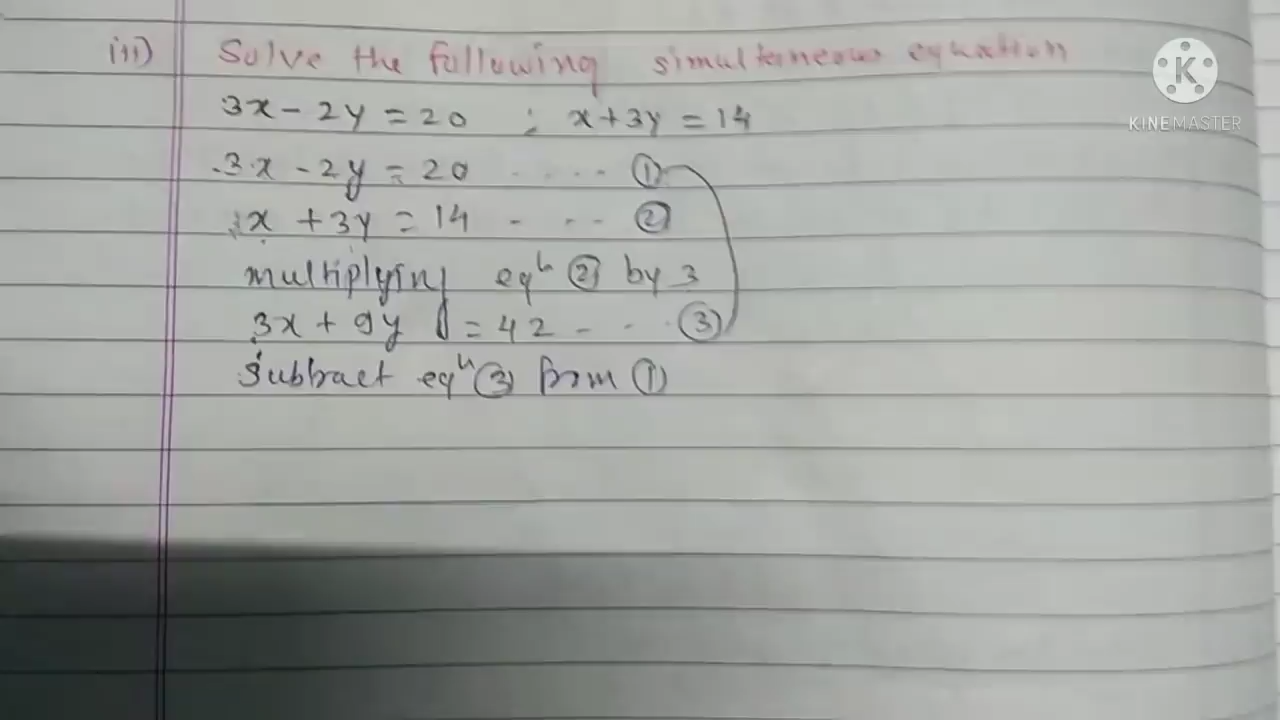 iii) Solve the following simulteneous equation
3x - 2y = 20 ; x + 3y = 14
3x - 2y = 20 ..... ①
x + 3y = 14 - .. - ②
multiplying eqⁿ ② by 3
3x + 9y = 42 - - . ③
Subtract eqⁿ ③ from ①
KINEMASTER